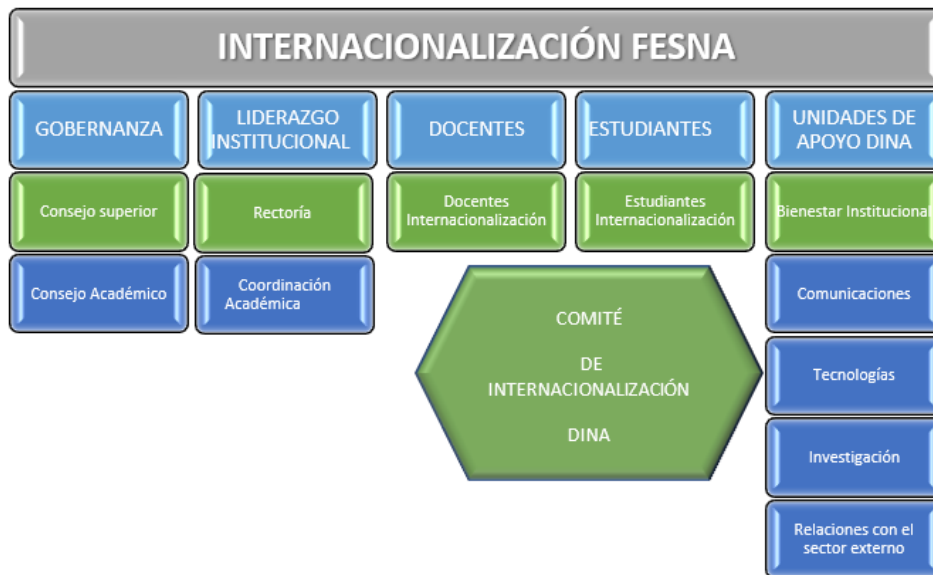 INTERNACIONALIZACIÓN FESNA
GOBERNANZA
LIDERAZGO
INSTITUCIONAL
DOCENTES
ESTUDIANTES
UNIDADES DE
APOYO DINA
Consejo superior
Rectoría
Docentes
Internacionalización
Estudiantes
Internacionalización
Bienestar Institucional
Consejo Académico
Coordinación
Académica
Comunicaciones
COMITÉ
DE
INTERNACIONALIZACIÓN
DINA
Tecnologías
Investigación
Relaciones con el
sector externo